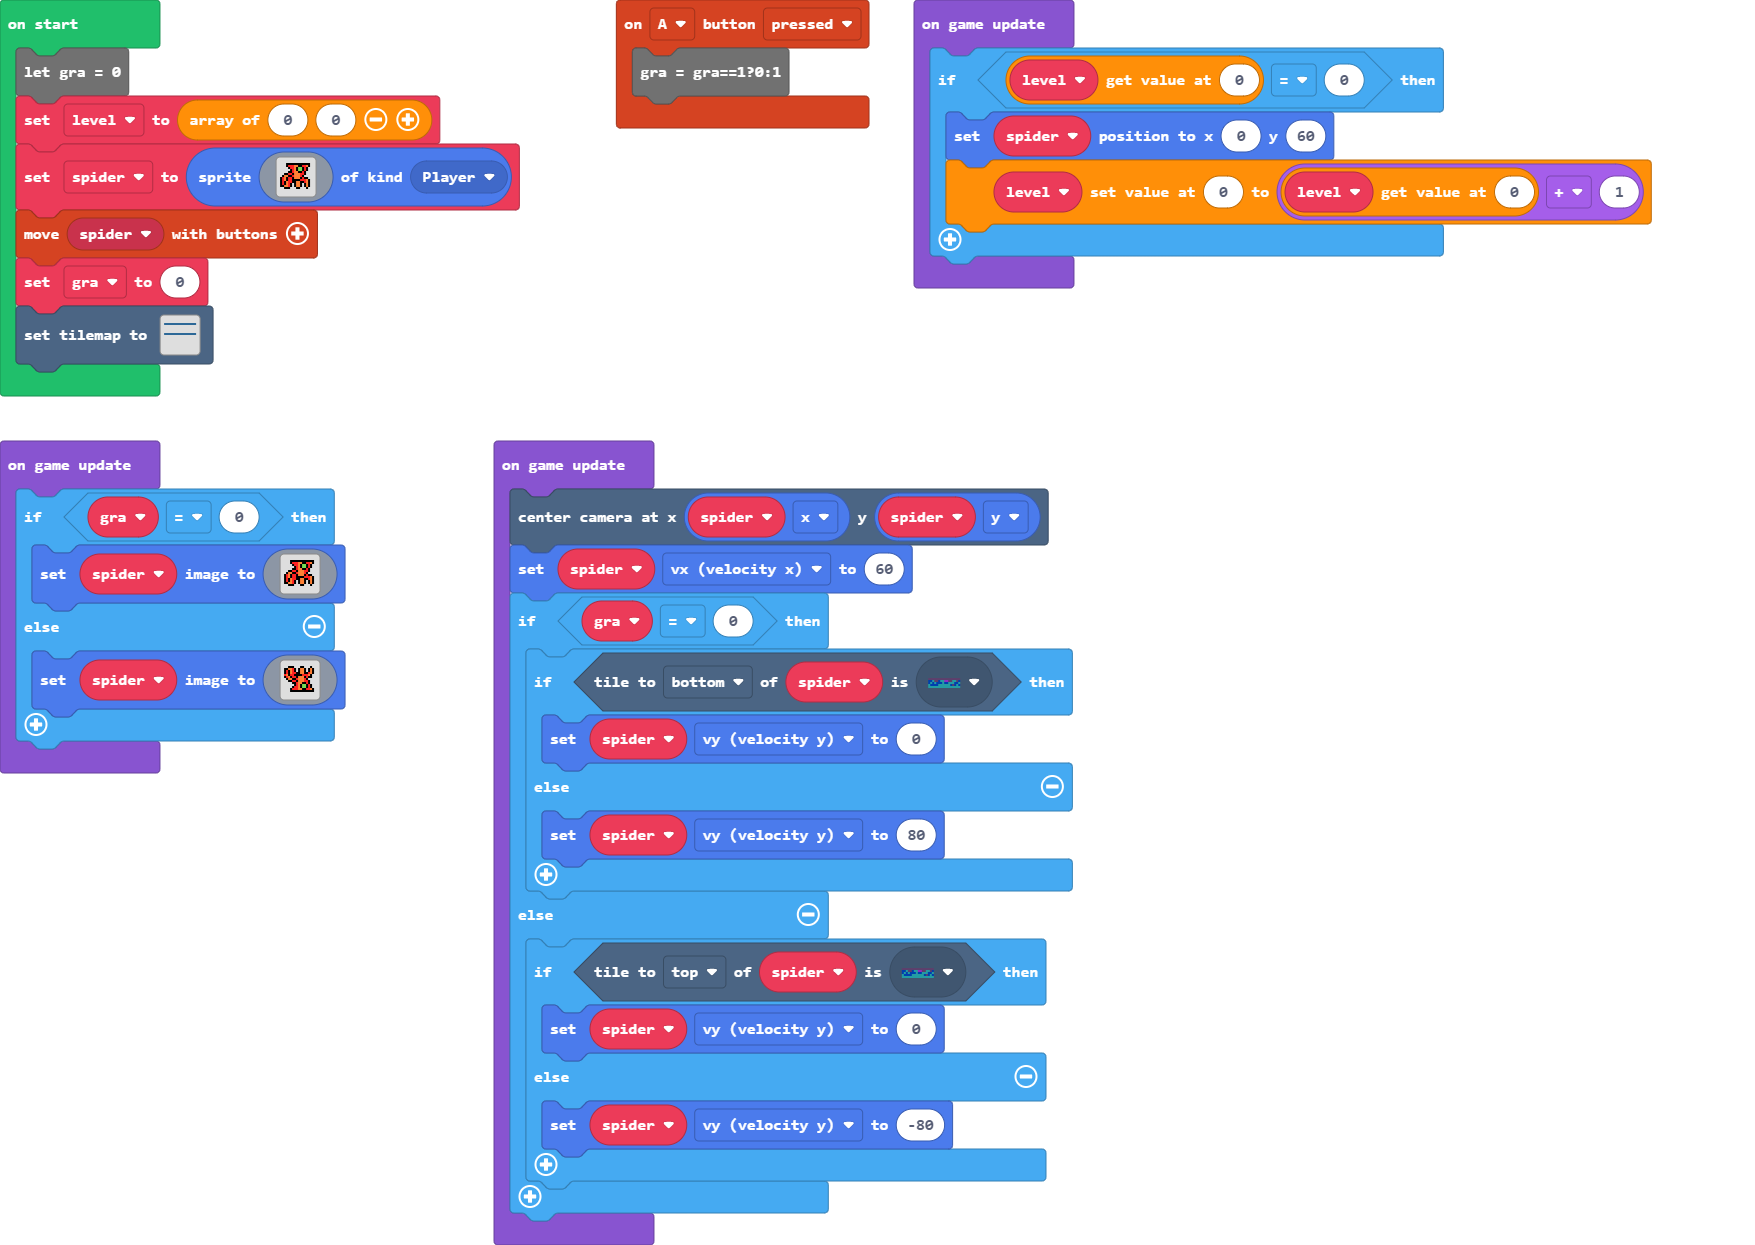 on start
let gra = 0
set level to array of 0 0
set spider to sprite of kind Player
move spider with buttons
set gra to 0
set tilemap to
on A button pressed
gra = gra==1?0:1
on game update
if level get value at 0 = 0 then
set spider position to x 0 y 60
level set value at 0 to level get value at 0 + 1
on game update
if gra = 0 then
set spider image to
else
set spider image to
on game update
center camera at x spider x y spider y
set spider vx (velocity x) to 60
if gra = 0 then
if tile to bottom of spider is then
set spider vy (velocity y) to 0
else
set spider vy (velocity y) to 80
else
if tile to top of spider is then
set spider vy (velocity y) to 0
else
set spider vy (velocity y) to -80